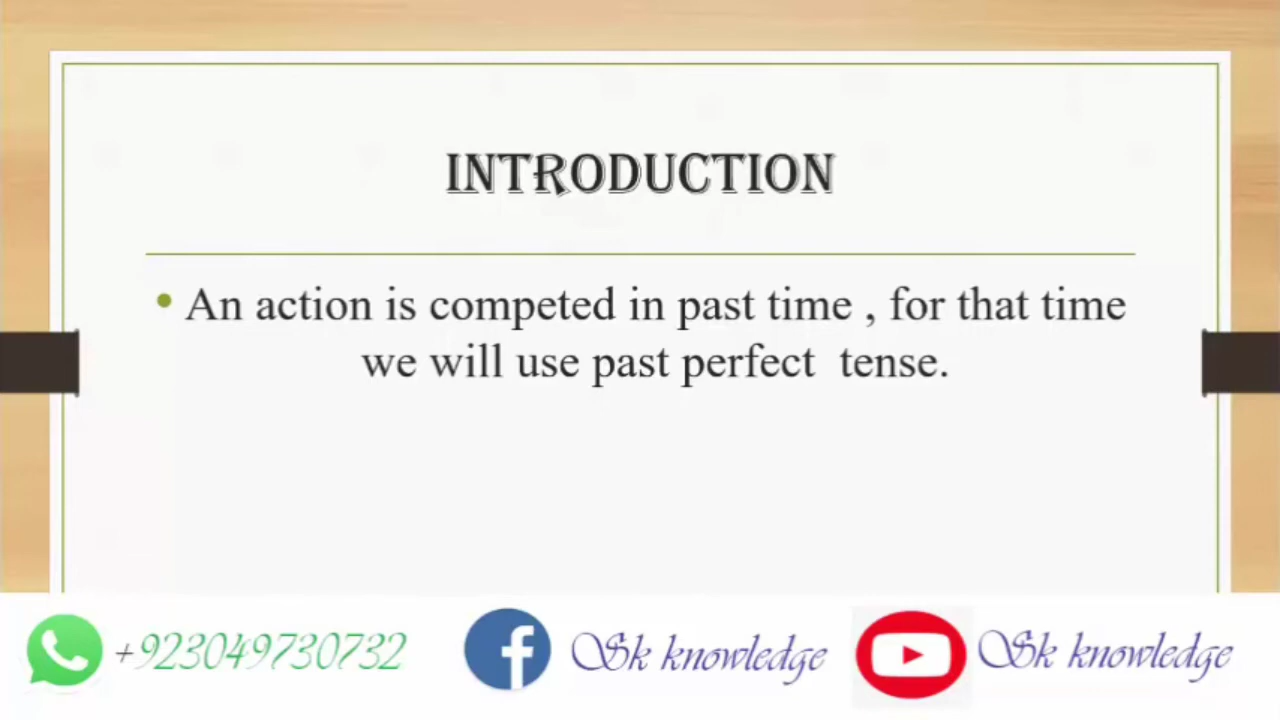 INTRODUCTION
• An action is competed in past time , for that time
we will use past perfect tense.
+923049730732
Sk knowledge
Sk knowledge